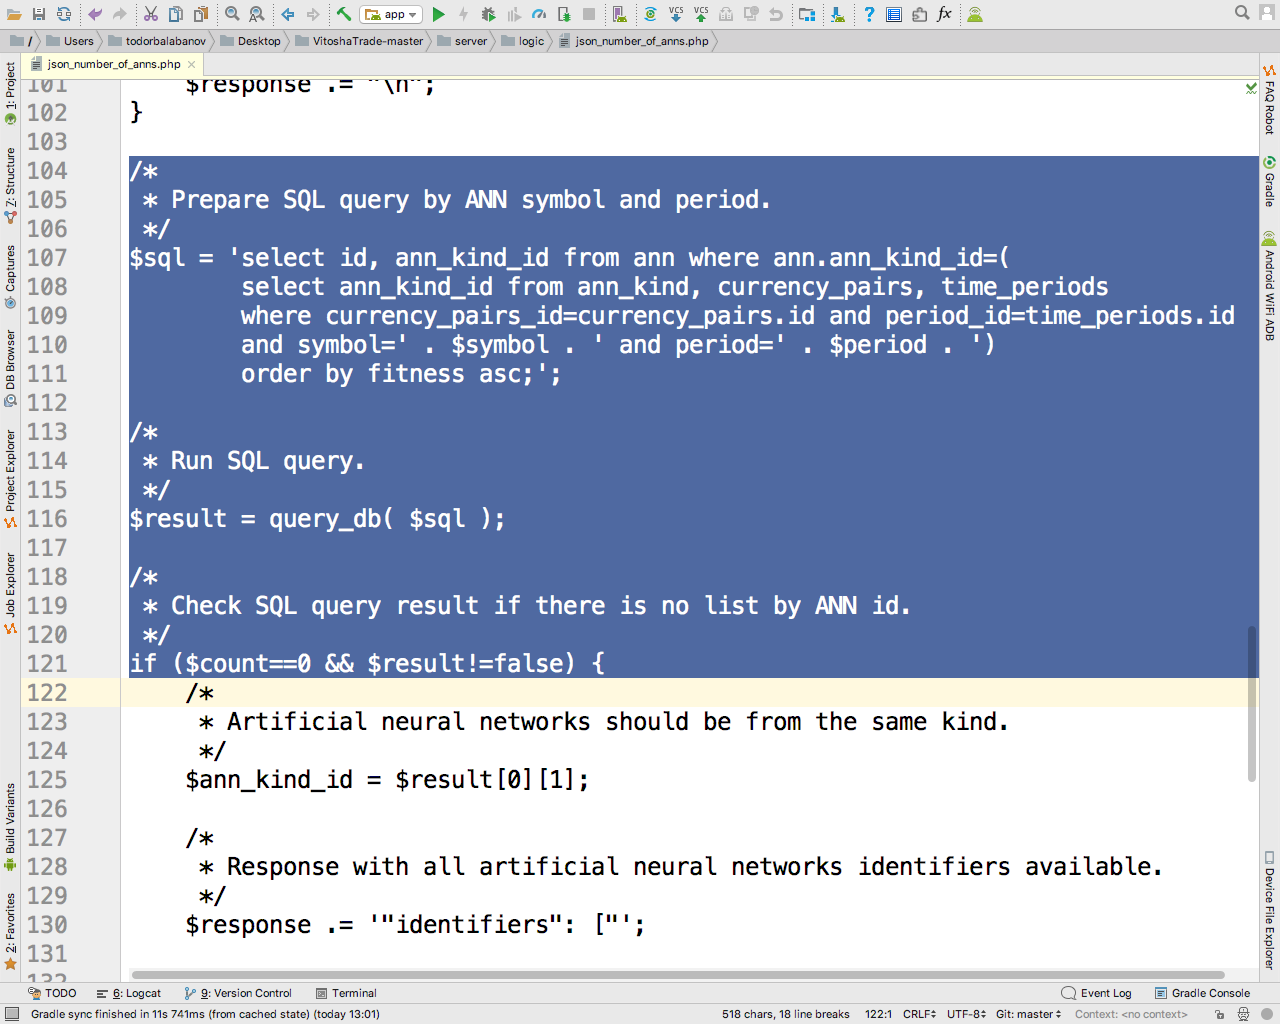 app
VCS
VCS
?
fx
/
Users
todorbalabanov
Desktop
VitoshaTrade-master
server
logic
json_number_of_anns.php
json_number_of_anns.php
1: Project
Z: Structure
Captures
DB Browser
Project Explorer
Job Explorer
Build Variants
2: Favorites
101 $response .= "\n";
102 }
103
104 /*
105 * Prepare SQL query by ANN symbol and period.
106 */
107 $sql = 'select id, ann_kind_id from ann where ann.ann_kind_id=(
108 select ann_kind_id from ann_kind, currency_pairs, time_periods
109 where currency_pairs_id=currency_pairs.id and period_id=time_periods.id
110 and symbol=' . $symbol . ' and period=' . $period . ')
111 order by fitness asc;';
112
113 /*
114 * Run SQL query.
115 */
116 $result = query_db( $sql );
117
118 /*
119 * Check SQL query result if there is no list by ANN id.
120 */
121 if ($count==0 && $result!=false) {
122 /*
123 * Artificial neural networks should be from the same kind.
124 */
125 $ann_kind_id = $result[0][1];
126
127 /*
128 * Response with all artificial neural networks identifiers available.
129 */
130 $response .= '"identifiers": ["';
131
132
FAQ Robot
Gradle
Android WiFi ADB
Device File Explorer
TODO
6: Logcat
9: Version Control
Terminal
Event Log
Gradle Console
Gradle sync finished in 11s 741ms (from cached state) (today 13:01)
518 chars, 18 line breaks
122:1
CRLF
UTF-8
Git: master
Context: <no context>